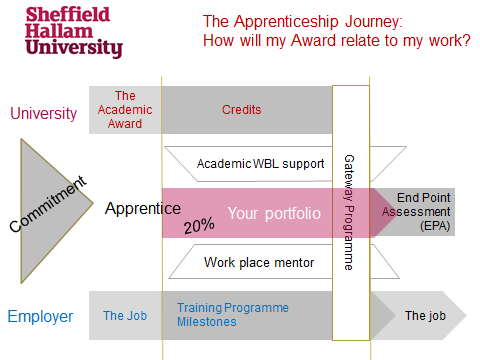 Sheffield
Hallam
University
The Apprenticeship Journey:
How will my Award relate to my work?
University
The
Academic
Award
Credits
Academic WBL support
Commitment
Apprentice
20%
Your portfolio
Gateway Programme
End Point
Assessment
(EPA)
Work place mentor
Employer
The Job
Training Programme
Milestones
The job